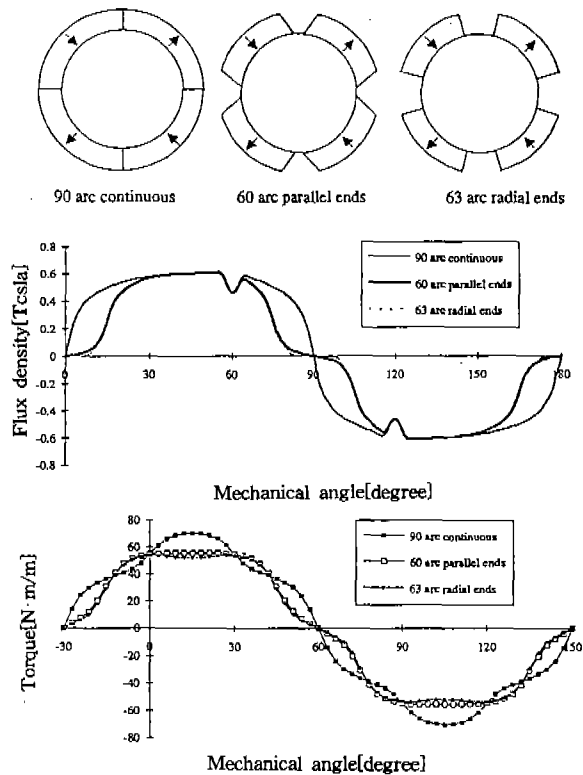 90 arc continuous
60 arc parallel ends
63 arc radial ends
Flux density[Tesla]
0.8
0.6
0.4
0.2
0
-0.2
-0.4
-0.6
-0.8
0
30
60
90
120
150
180
90 arc continuous
60 arc parallel ends
63 arc radial ends
Mechanical angle[degree]
Torque[N·m/m]
80
60
40
20
0
-20
-40
-60
-80
-30
0
30
60
90
120
150
90 arc continuous
60 arc parallel ends
63 arc radial ends
Mechanical angle[degree]